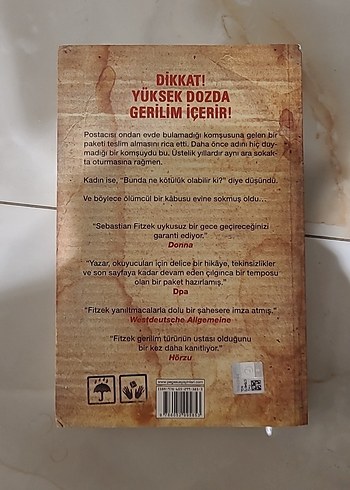 DİKKAT!
YÜKSEK DOZDA
GERİLİM İÇERİR!
Postacısı ondan evde bulamadığı komşusuna gelen bir
paketi teslim almasını rica etti. Daha önce adını hiç duy-
madığı bir komşuydu bu. Üstelik yıllardır aynı ara sokak-
ta oturmasına rağmen.
Kadın ise, "Bunda ne kötülük olabilir ki?" diye düşündü.
Ve böylece ölümcül bir kâbusu evine sokmuş oldu...
"Sebastian Fitzek uykusuz bir gece geçireceğinizi
garanti ediyor."
Donna
"Yazar, okuyucuları için delice bir hikâye, tekinsizlikler
ve son sayfaya kadar devam eden çılgınca bir temposu
olan bir paket hazırlamış."
Dpa
"Fitzek yanıltmacalarla dolu bir şahesere imza atmış."
Westdeutsche Allgemeine
"Fitzek gerilim türünün ustası olduğunu
bir kez daha kanıtlıyor."
Hörzu